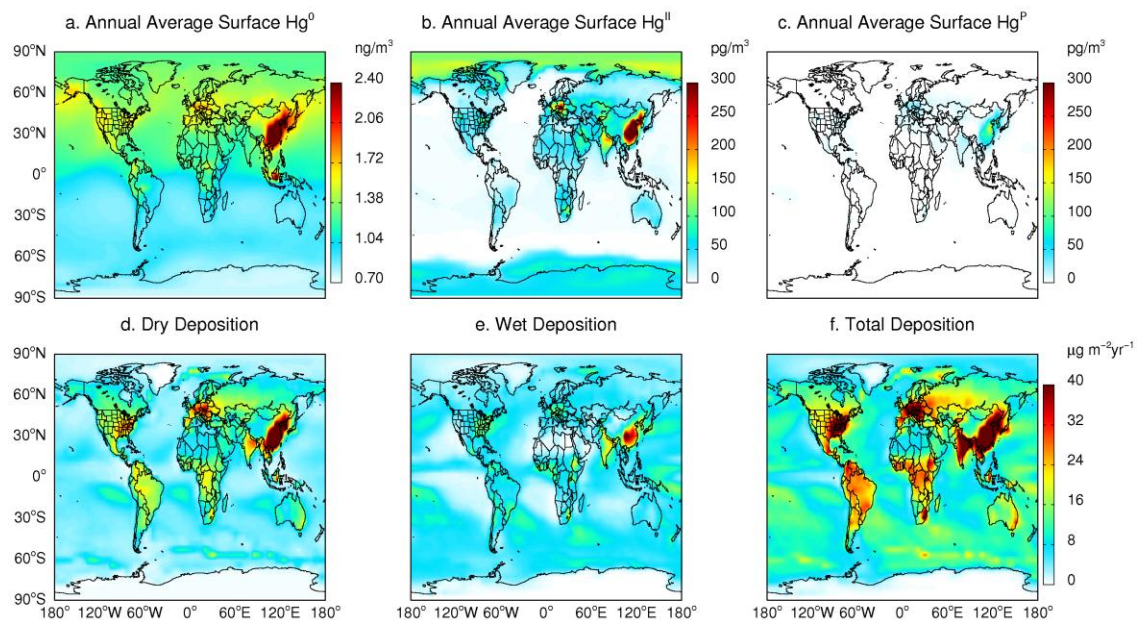 a. Annual Average Surface Hg⁰
b. Annual Average Surface Hgᴵᴵ
c. Annual Average Surface Hgᴾ
ng/m³
pg/m³
pg/m³
90°N
60°N
30°N
0°
30°S
60°S
90°S
2.40
2.06
1.72
1.38
1.04
0.70
300
250
200
150
100
50
0
300
250
200
150
100
50
0
d. Dry Deposition
e. Wet Deposition
f. Total Deposition
μg m⁻²yr⁻¹
90°N
60°N
30°N
0°
30°S
60°S
90°S
40
32
24
16
8
0
180° 120°W 60°W 0° 60°E 120°E 180°
180° 120°W 60°W 0° 60°E 120°E 180°
180° 120°W 60°W 0° 60°E 120°E 180°